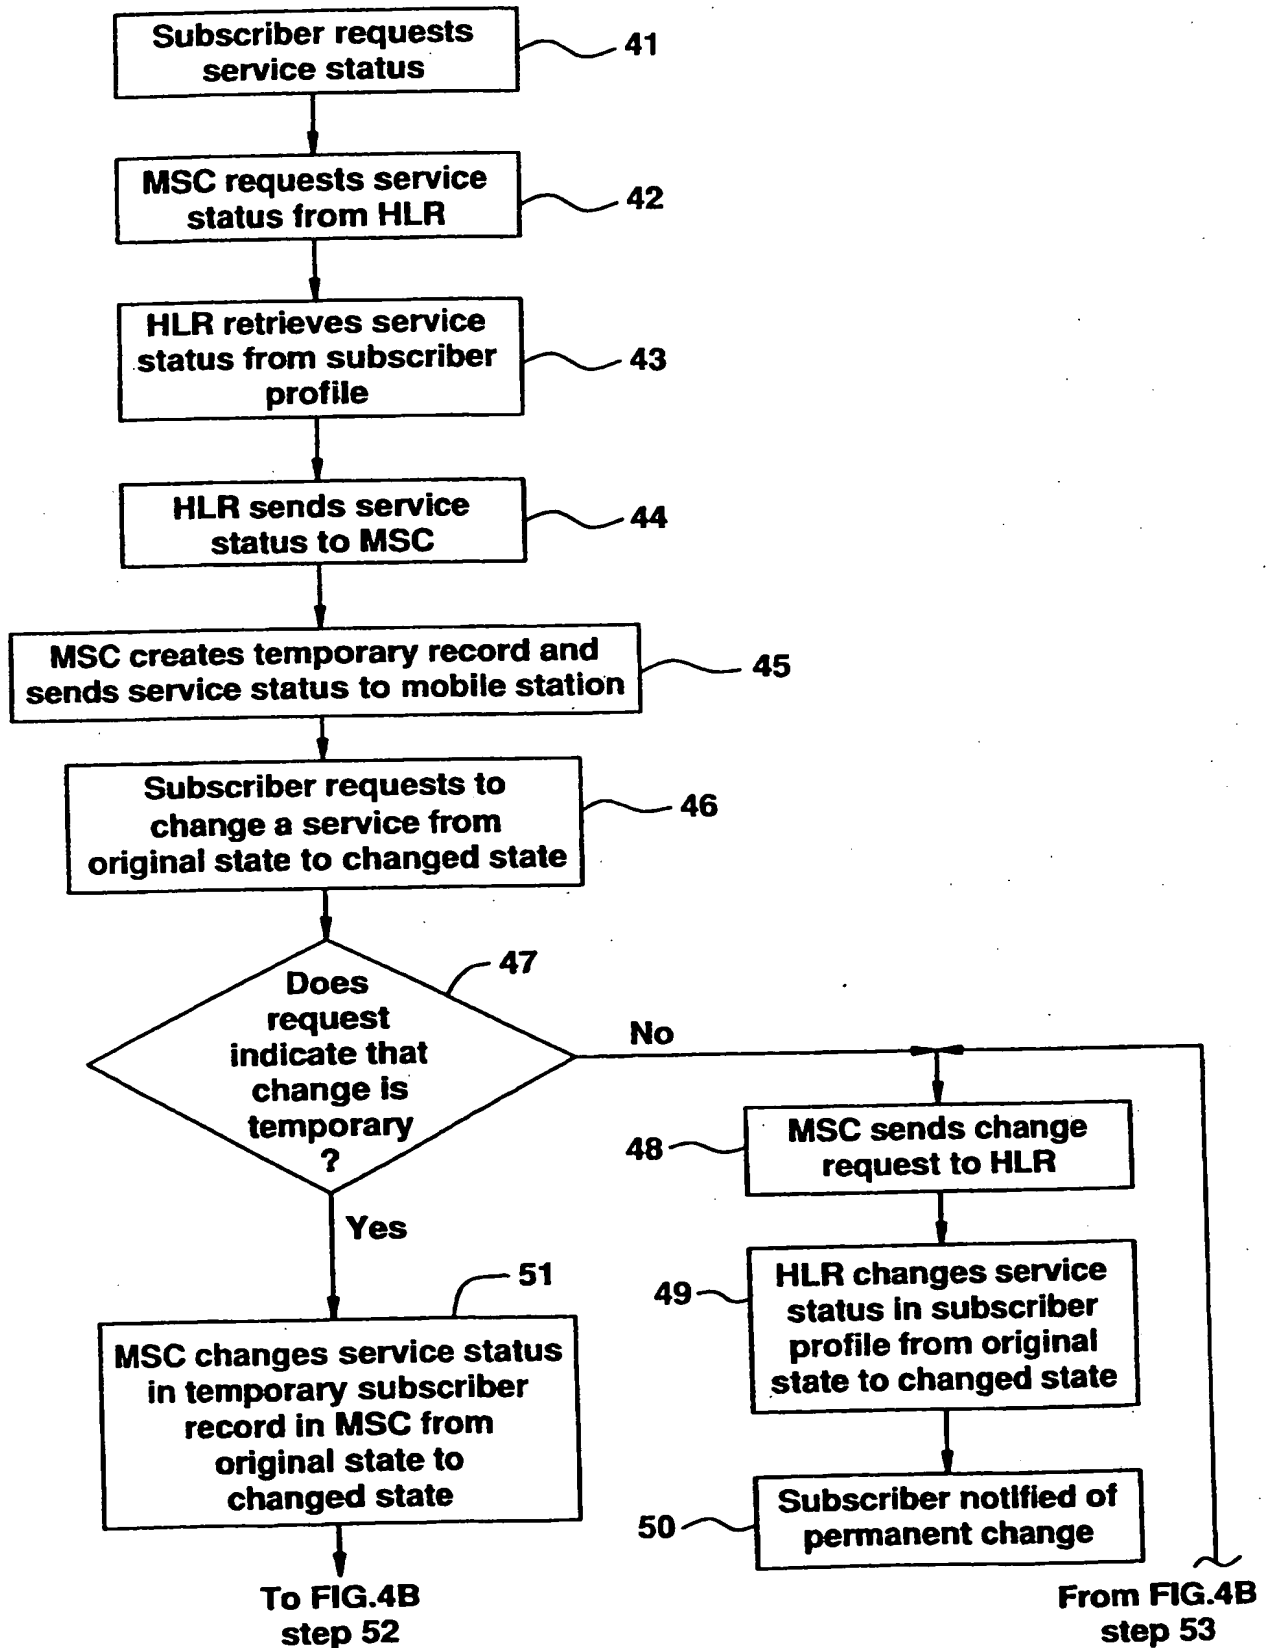 Subscriber requests
service status
41
MSC requests service
status from HLR
42
HLR retrieves service
status from subscriber
profile
43
HLR sends service
status to MSC
44
MSC creates temporary record and
sends service status to mobile station
45
Subscriber requests to
change a service from
original state to changed state
46
Does
request
indicate that
change is
temporary
?
47
No
Yes
MSC sends change
request to HLR
48
HLR changes service
status in subscriber
profile from original
state to changed state
49
Subscriber notified of
permanent change
50
51
MSC changes service status
in temporary subscriber
record in MSC from
original state to
changed state
To FIG.4B
step 52
From FIG.4B
step 53